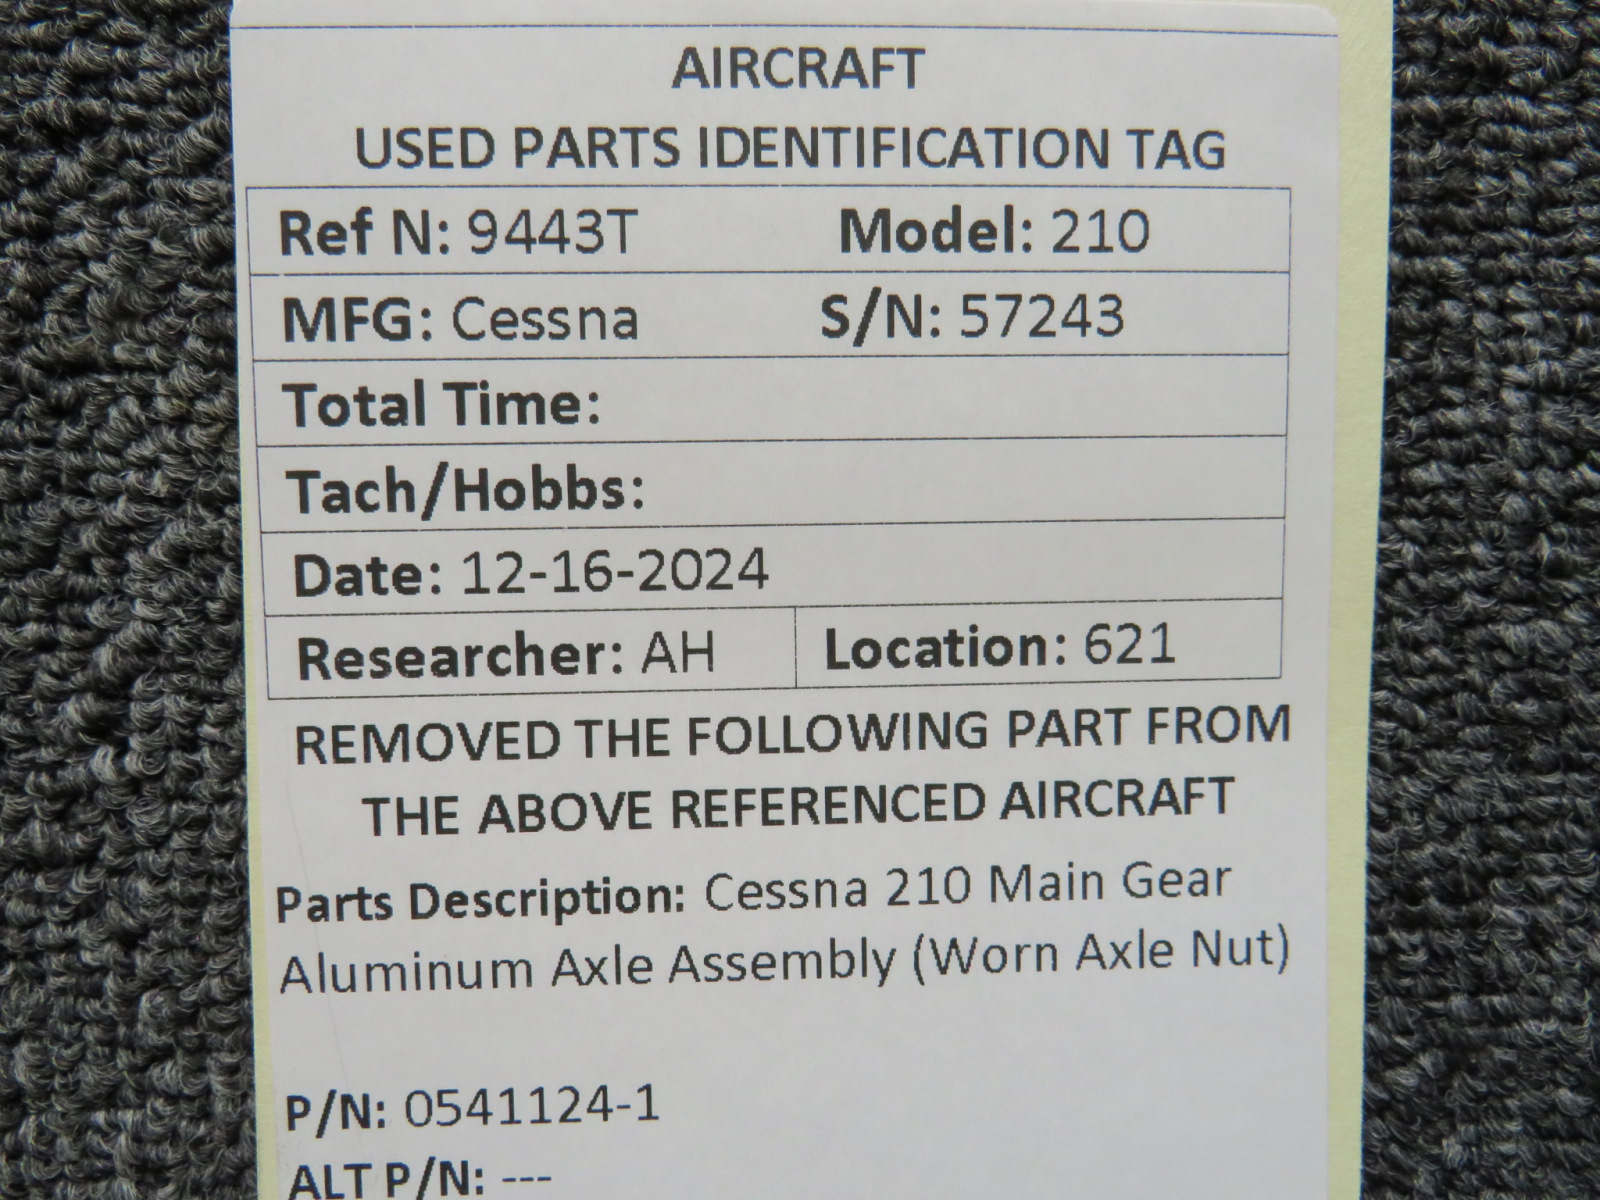 AIRCRAFT
USED PARTS IDENTIFICATION TAG
Ref N: 9443T Model: 210
MFG: Cessna S/N: 57243
Total Time:
Tach/Hobbs:
Date: 12-16-2024
Researcher: AH Location: 621
REMOVED THE FOLLOWING PART FROM
THE ABOVE REFERENCED AIRCRAFT
Parts Description: Cessna 210 Main Gear
Aluminum Axle Assembly (Worn Axle Nut)
P/N: 0541124-1
ALT P/N: ---